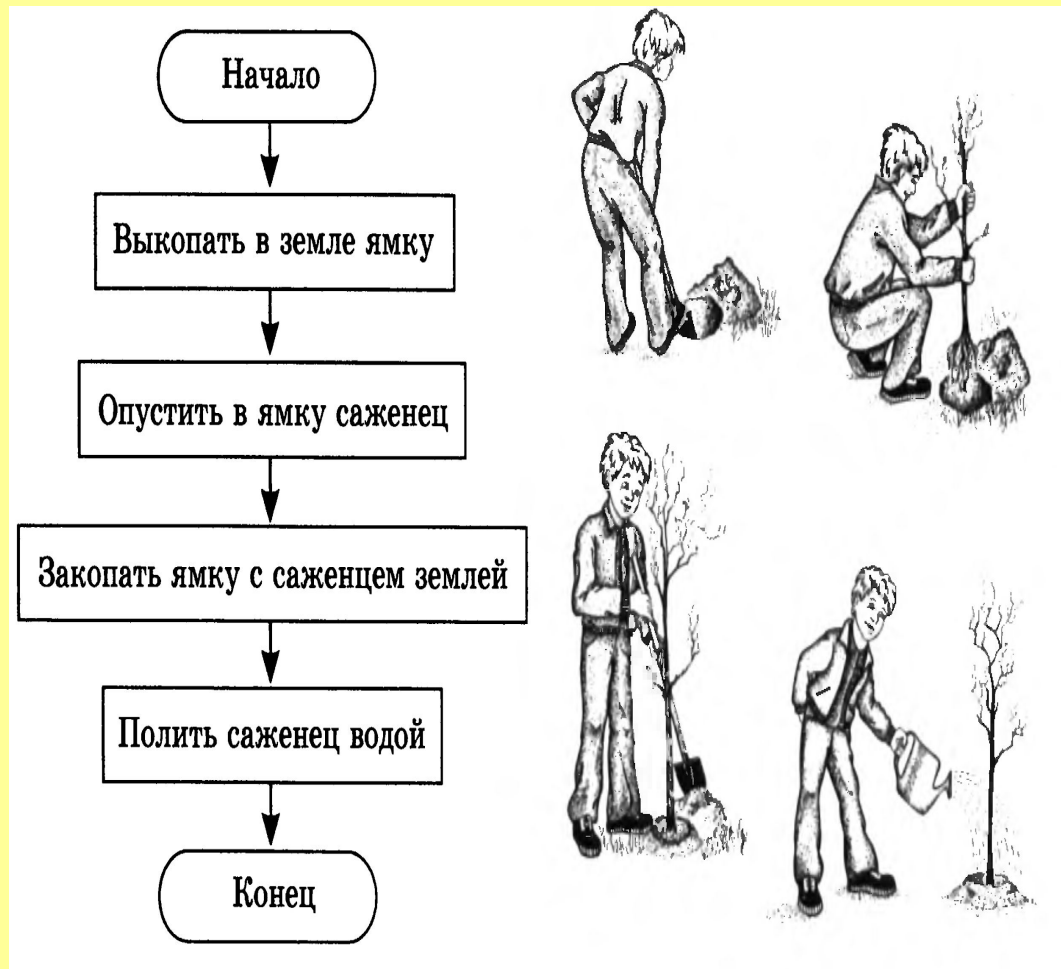 Начало
Выкопать в земле ямку
Опустить в ямку саженец
Закопать ямку с саженцем землей
Полить саженец водой
Конец